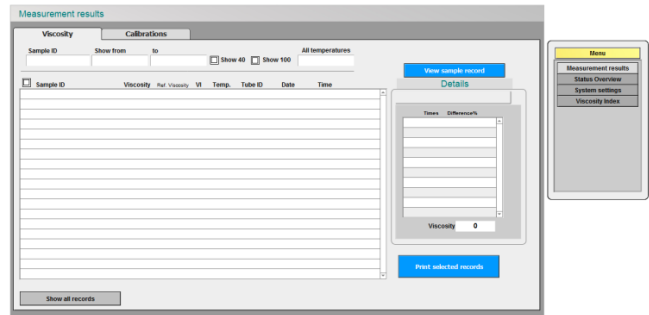 Measurement results
Viscosity Calibrations
Sample ID Show from to All temperatures
Show 40 Show 100
View sample record
Details
Sample ID Viscosity Ref Viscosity VI Temp. Tube ID Date Time
Times Difference%
Viscosity 0
Print selected records
Show all records
Menu
Measurement results
Status Overview
System settings
Viscosity Index